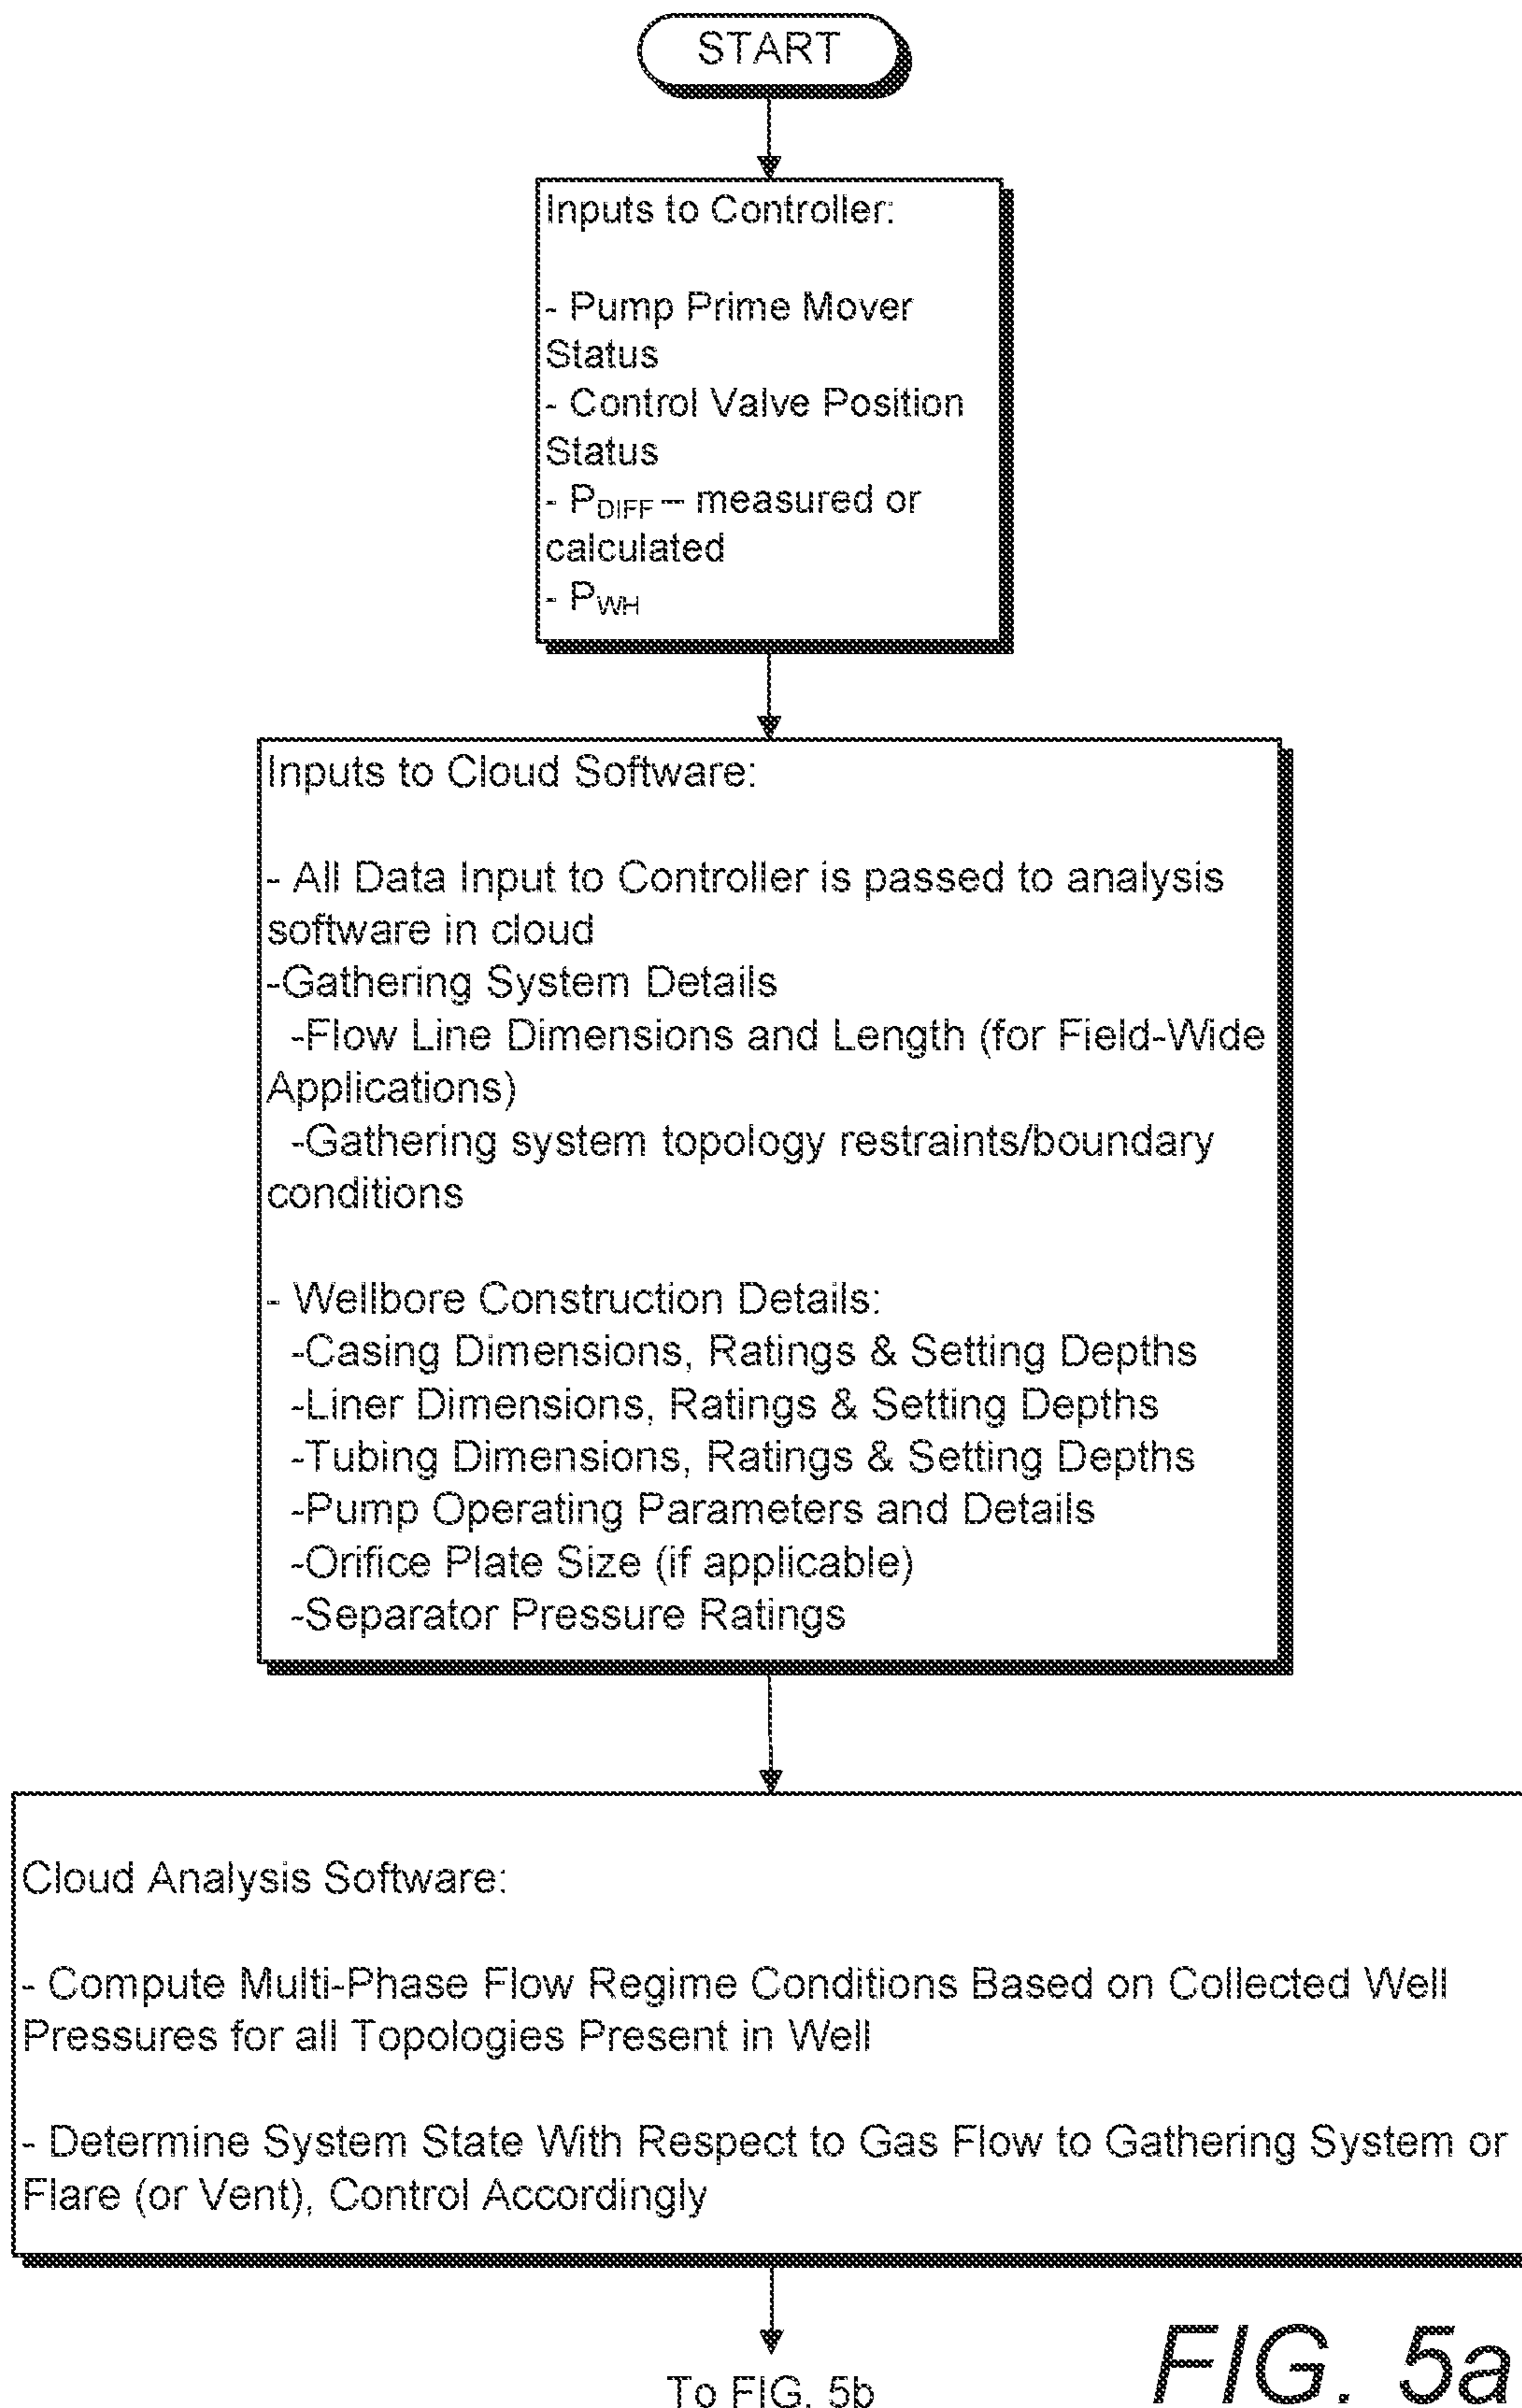 START
Inputs to Controller:
- Pump Prime Mover
Status
- Control Valve Position
Status
- PDIFF – measured or
calculated
- PWH
Inputs to Cloud Software:
- All Data Input to Controller is passed to analysis
software in cloud
-Gathering System Details
-Flow Line Dimensions and Length (for Field-Wide
Applications)
-Gathering system topology restraints/boundary
conditions
- Wellbore Construction Details:
-Casing Dimensions, Ratings & Setting Depths
-Liner Dimensions, Ratings & Setting Depths
-Tubing Dimensions, Ratings & Setting Depths
-Pump Operating Parameters and Details
-Orifice Plate Size (if applicable)
-Separator Pressure Ratings
Cloud Analysis Software:
- Compute Multi-Phase Flow Regime Conditions Based on Collected Well
Pressures for all Topologies Present in Well
- Determine System State With Respect to Gas Flow to Gathering System or
Flare (or Vent), Control Accordingly
To FIG. 5b
FIG. 5a